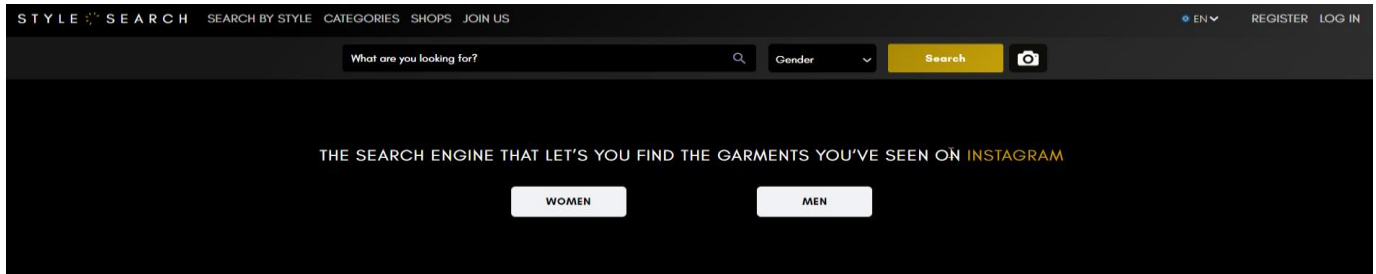 STYLE SEARCH SEARCH BY STYLE CATEGORIES SHOPS JOIN US EN REGISTER LOG IN
What are you looking for? Gender Search
THE SEARCH ENGINE THAT LET'S YOU FIND THE GARMENTS YOU'VE SEEN ON INSTAGRAM
WOMEN MEN